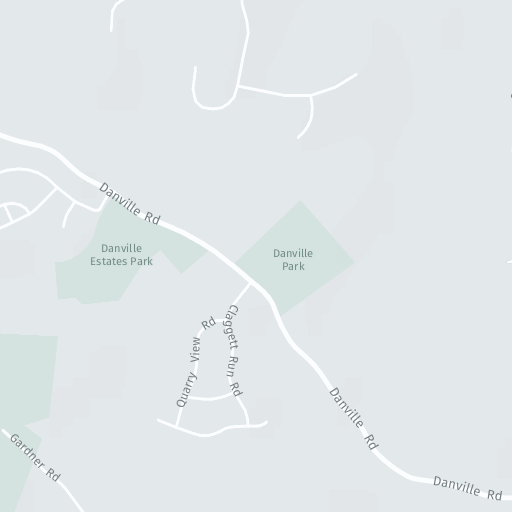 Danville Rd
Danville
Estates Park
Danville
Park
Claggett Run Rd
Quarry View Rd
Danville Rd
Gardner Rd
Danville Rd